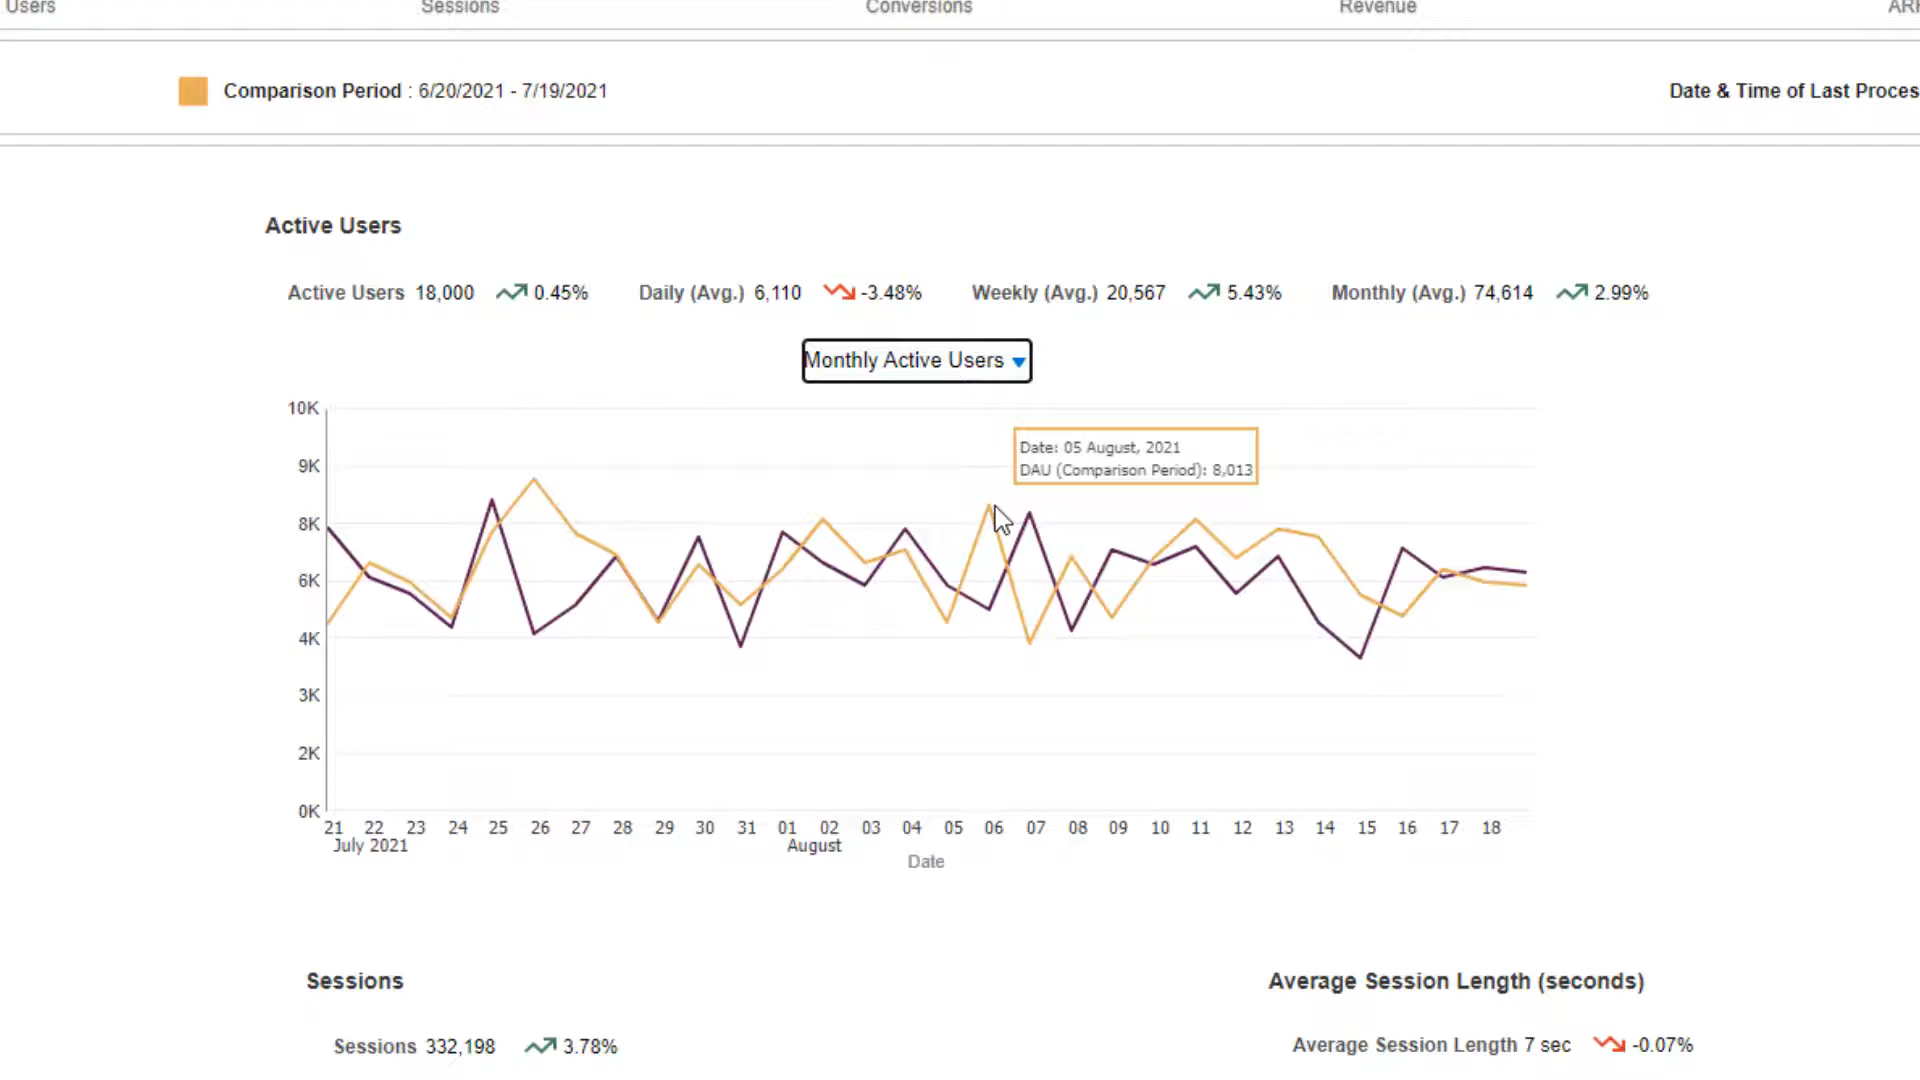 Users Sessions Conversions Revenue
Comparison Period : 6/20/2021 - 7/19/2021 Date & Time of Last Proces
Active Users
Active Users 18,000 0.45% Daily (Avg.) 6,110 -3.48% Weekly (Avg.) 20,567 5.43% Monthly (Avg.) 74,614 2.99%
Monthly Active Users
10K
Date: 05 August, 2021
9K
DAU (Comparison Period): 8,013
8K
6K
4K
3K
2K
0K
21 22 23 24 25 26 27 28 29 30 31 01 02 03 04 05 06 07 08 09 10 11 12 13 14 15 16 17 18
July 2021 August
Date
Sessions Average Session Length (seconds)
Sessions 332,198 3.78% Average Session Length 7 sec -0.07%